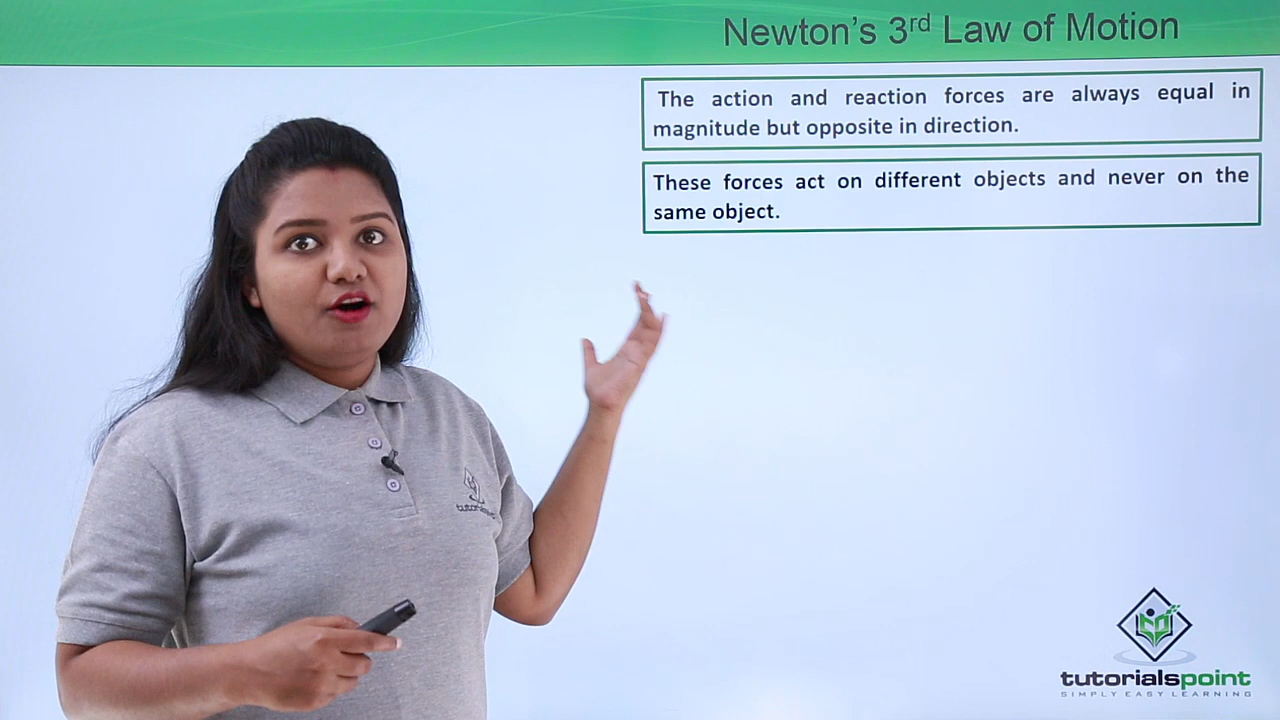 Newton's 3rd Law of Motion
The action and reaction forces are always equal in
magnitude but opposite in direction.
These forces act on different objects and never on the
same object.
tutorialspoint
SIMPLY EASY LEARNING